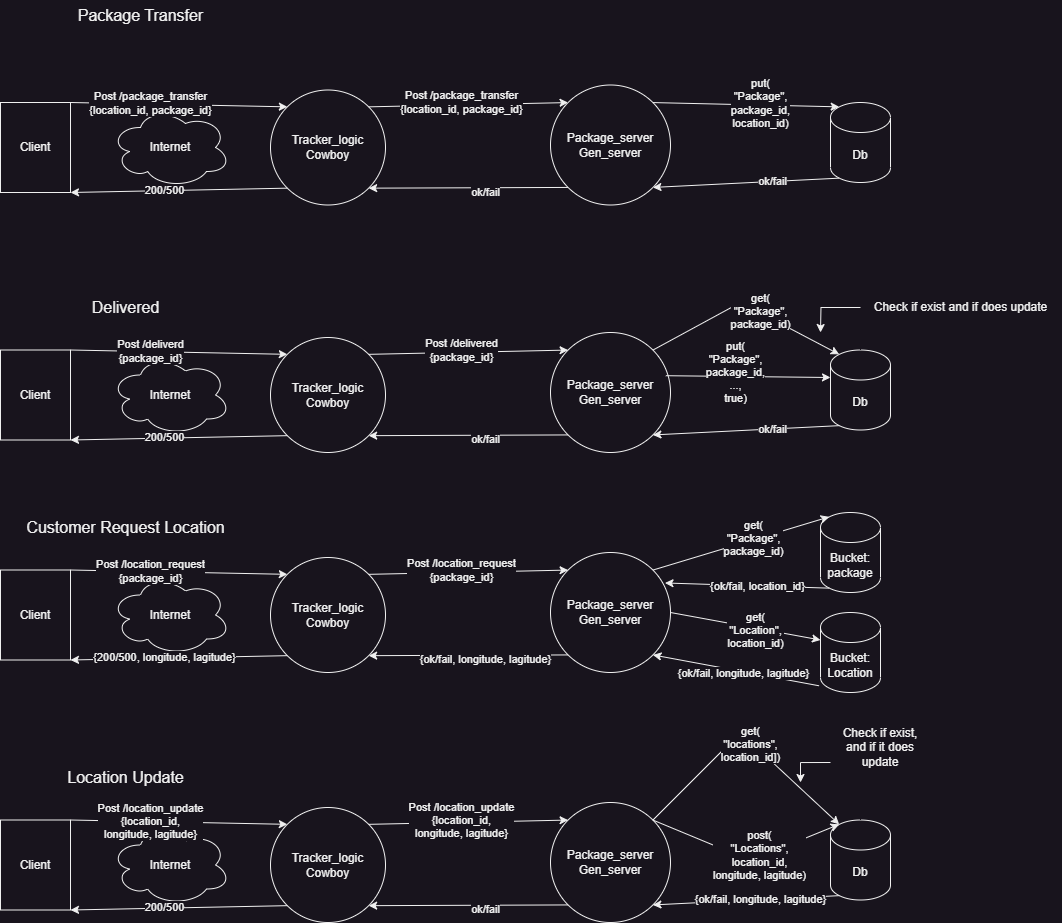 Package Transfer
Post /package_transfer
{location_id, package_id}
Client
Internet
200/500
Tracker_logic
Cowboy
Post /package_transfer
{location_id, package_id}
ok/fail
Package_server
Gen_server
put(
"Package",
package_id,
location_id)
ok/fail
Db
Delivered
Post /deliverd
{package_id}
Client
Internet
200/500
Tracker_logic
Cowboy
Post /delivered
{package_id}
ok/fail
Package_server
Gen_server
get(
"Package",
package_id)
Check if exist and if does update
put(
"Package",
package_id,
...,
true)
ok/fail
Db
Customer Request Location
Post /location_request
{package_id}
Client
Internet
{200/500, longitude, lagitude}
Tracker_logic
Cowboy
Post /location_request
{package_id}
{ok/fail, longitude, lagitude}
Package_server
Gen_server
get(
"Package",
package_id)
{ok/fail, location_id}
Bucket:
package
get(
"Location",
location_id)
{ok/fail, longitude, lagitude}
Bucket:
Location
Location Update
Post /location_update
{location_id,
longitude, lagitude}
Client
Internet
200/500
Tracker_logic
Cowboy
Post /location_update
{location_id,
longitude, lagitude}
ok/fail
Package_server
Gen_server
get(
"locations",
location_id])
Check if exist,
and if it does
update
post(
"Locations",
location_id,
longitude, lagitude)
{ok/fail, longitude, lagitude}
Db